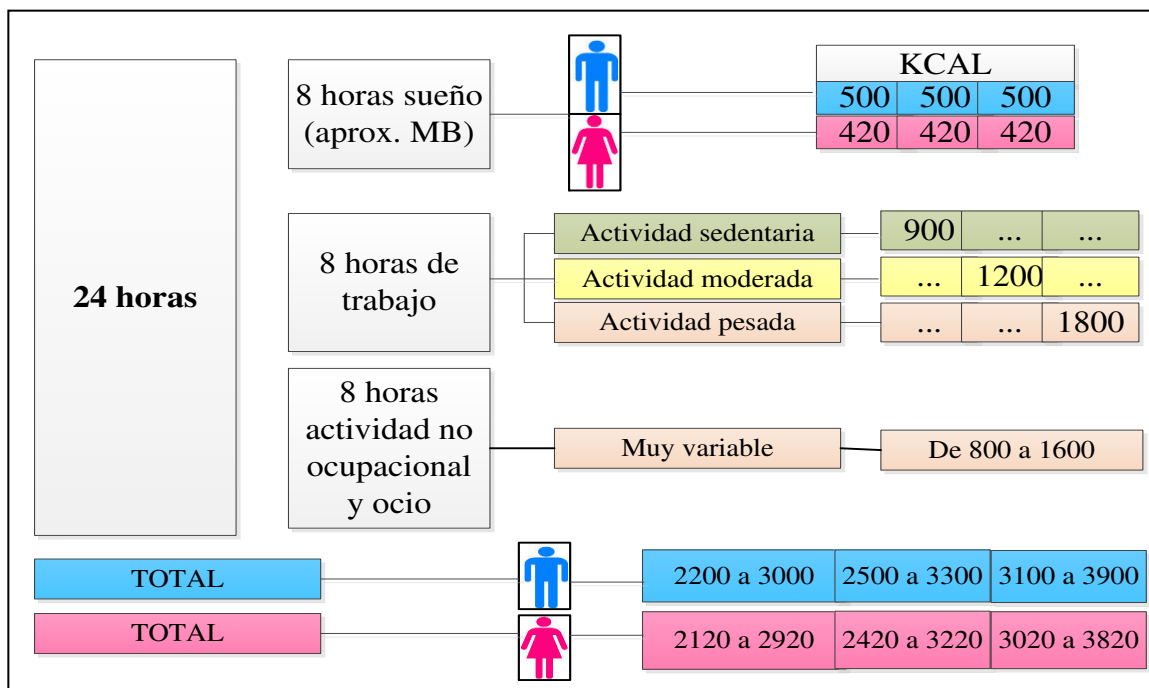 KCAL
8 horas sueño
(aprox. MB)
500 500 500
420 420 420
24 horas
8 horas de
trabajo
Actividad sedentaria
900 ... ...
Actividad moderada
... 1200 ...
Actividad pesada
... ... 1800
8 horas
actividad no
ocupacional
y ocio
Muy variable
De 800 a 1600
TOTAL
2200 a 3000 2500 a 3300 3100 a 3900
TOTAL
2120 a 2920 2420 a 3220 3020 a 3820